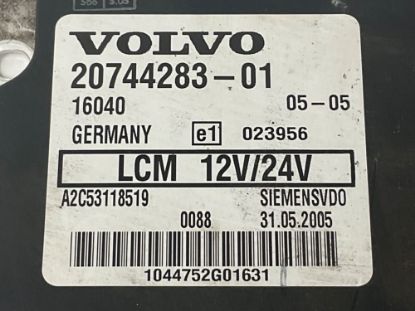 VOLVO
20744283-01
16040 05-05
GERMANY e1 023956
LCM 12V/24V
A2C53118519 SIEMENSVDO
0088 31.05.2005
1044752G01631